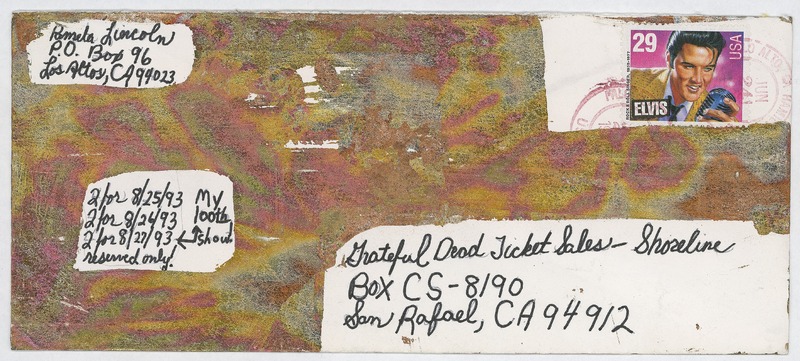 Pamela Lincoln
P.O. Box 96
Los Altos, CA 94023
29
USA
ELVIS
JUN
2 for 8/25/93
2 for 8/26/93
2 for 8/27/93 ←
reserved only!
My
100th
show
Grateful Dead Ticket Sales - Shoreline
Box CS-8190
San Rafael, CA 94912